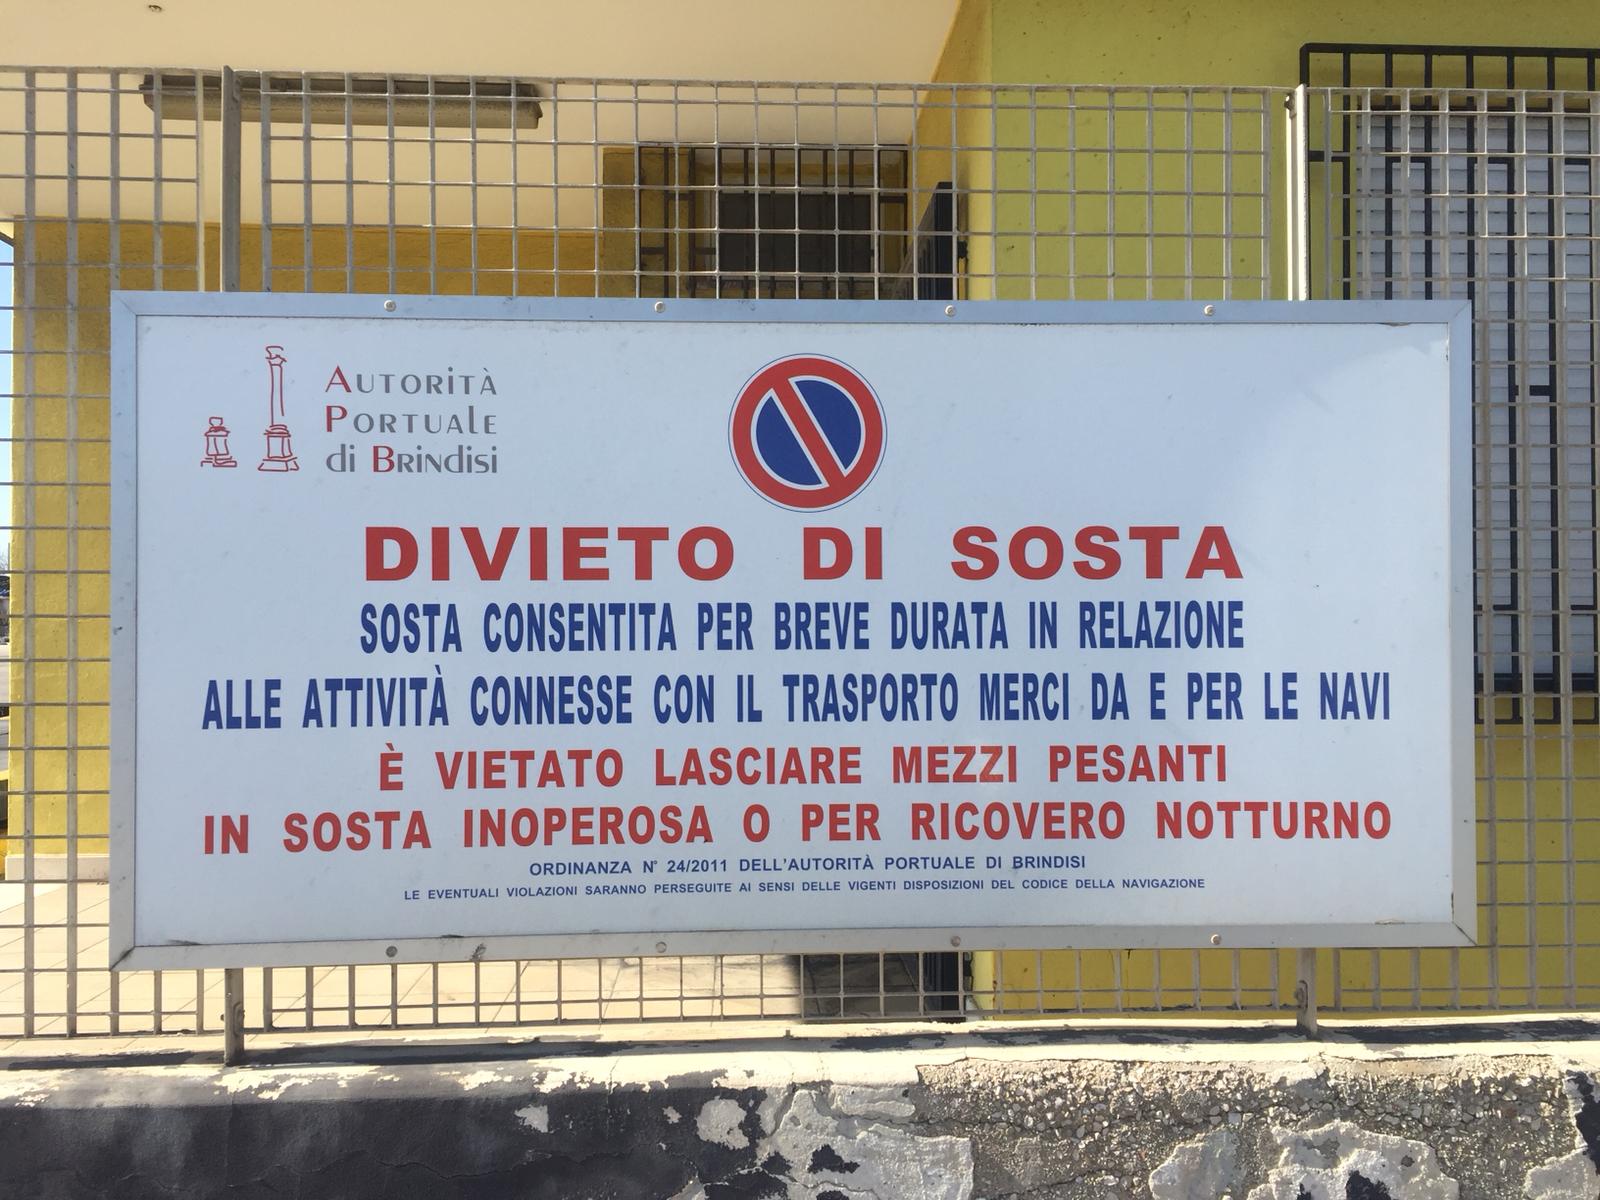 AUTORITÀ
PORTUALE
di BRINDISI
DIVIETO DI SOSTA
SOSTA CONSENTITA PER BREVE DURATA IN RELAZIONE
ALLE ATTIVITÀ CONNESSE CON IL TRASPORTO MERCI DA E PER LE NAVI
È VIETATO LASCIARE MEZZI PESANTI
IN SOSTA INOPEROSA O PER RICOVERO NOTTURNO
ORDINANZA N° 24/2011 DELL'AUTORITÀ PORTUALE DI BRINDISI
LE EVENTUALI VIOLAZIONI SARANNO PERSEGUITE AI SENSI DELLE VIGENTI DISPOSIZIONI DEL CODICE DELLA NAVIGAZIONE